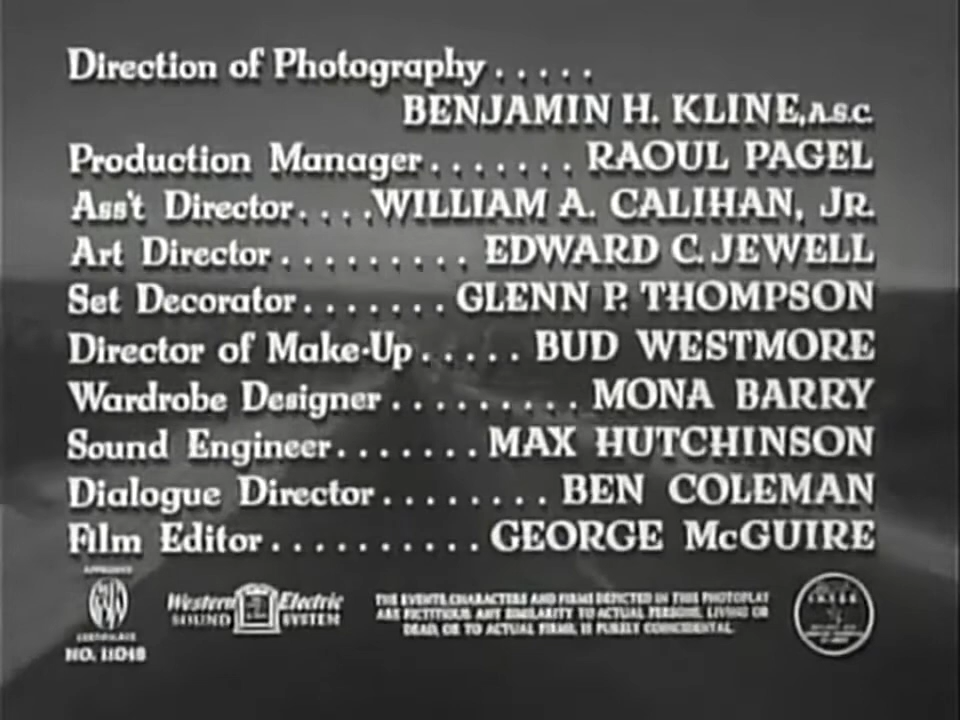 Direction of Photography.....
BENJAMIN H. KLINE, A.S.C.
Production Manager....... RAOUL PAGEL
Ass't Director....WILLIAM A. CALIHAN, JR.
Art Director......... EDWARD C. JEWELL
Set Decorator....... GLENN P. THOMPSON
Director of Make-Up..... BUD WESTMORE
Wardrobe Designer......... MONA BARRY
Sound Engineer....... MAX HUTCHINSON
Dialogue Director........ BEN COLEMAN
Film Editor.......... GEORGE McGUIRE
APPROVED
CERTIFICATE
NO. 11048
Western Electric
SOUND SYSTEM
THE EVENTS, CHARACTERS AND FIRMS DEPICTED IN THIS PHOTOPLAY
ARE FICTITIOUS. ANY SIMILARITY TO ACTUAL PERSONS, LIVING OR
DEAD, OR TO ACTUAL FIRMS, IS PURELY COINCIDENTAL.